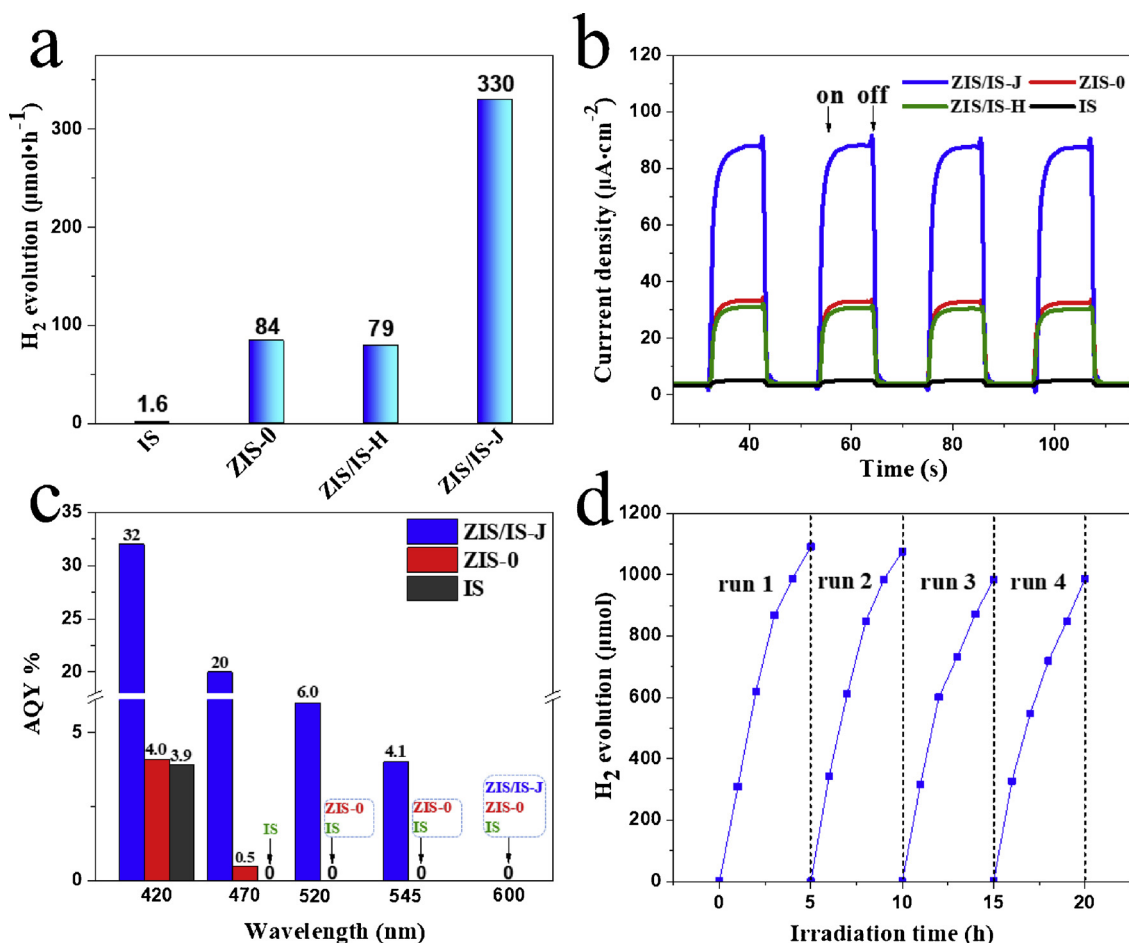 a
H2 evolution (μmol•h⁻¹)
300
200
100
0
1.6
84
79
330
IS
ZIS-0
ZIS/IS-H
ZIS/IS-J
b
Currrent density (μA•cm⁻²)
120
100
80
60
40
20
0
ZIS/IS-J
ZIS-0
ZIS/IS-H
IS
on
off
40
60
80
100
Time (s)
c
AQY %
35
30
25
20
5
0
ZIS/IS-J
ZIS-0
IS
32
4.0
3.9
20
0.5
IS
0
6.0
ZIS-0
IS
0
4.1
ZIS-0
IS
0
ZIS/IS-J
ZIS-0
IS
0
420
470
520
545
600
Wavelength (nm)
d
H2 evolution (μmol)
1200
1000
800
600
400
200
0
run 1
run 2
run 3
run 4
0
5
10
15
20
Irradiation time (h)